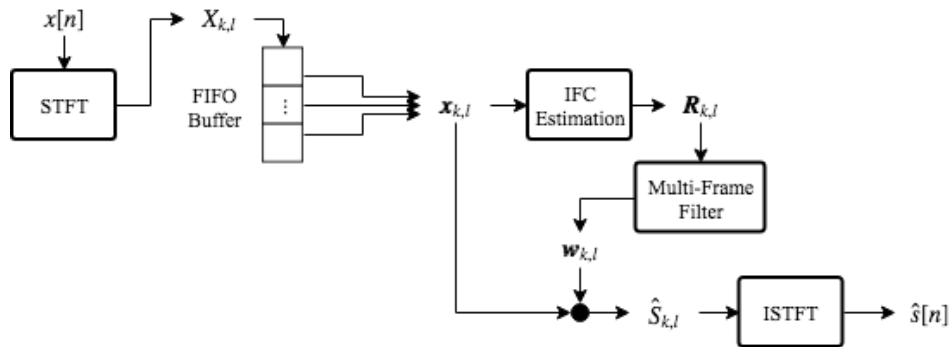 x[n]
X_{k,l}
STFT
FIFO
Buffer
⋮
𝒙_{k,l}
IFC
Estimation
𝑹_{k,l}
Multi-Frame
Filter
𝐰_{k,l}
Ŝ_{k,l}
ISTFT
ŝ[n]